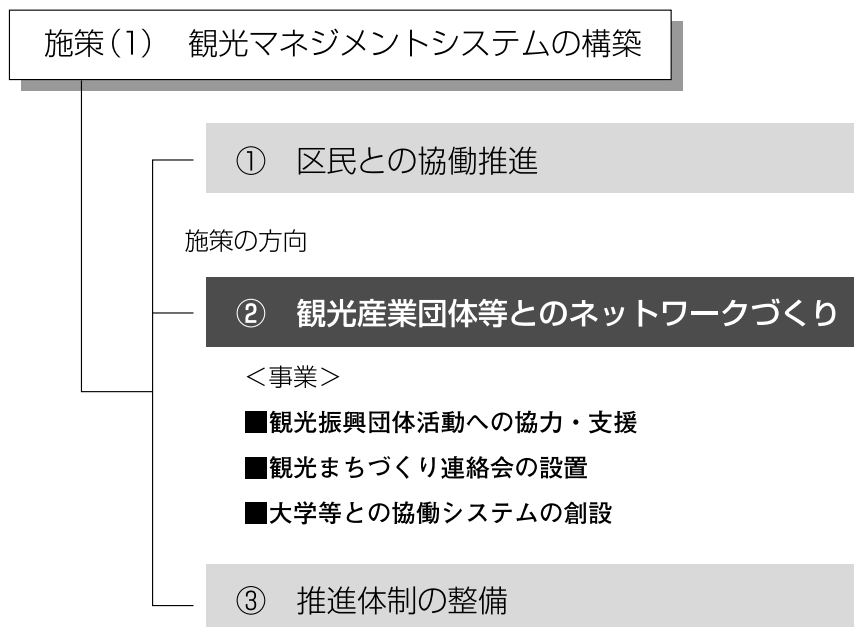 施策(1) 観光マネジメントシステムの構築
① 区民との協働推進
施策の方向
② 観光産業団体等とのネットワークづくり
＜事業＞
■観光振興団体活動への協力・支援
■観光まちづくり連絡会の設置
■大学等との協働システムの創設
③ 推進体制の整備